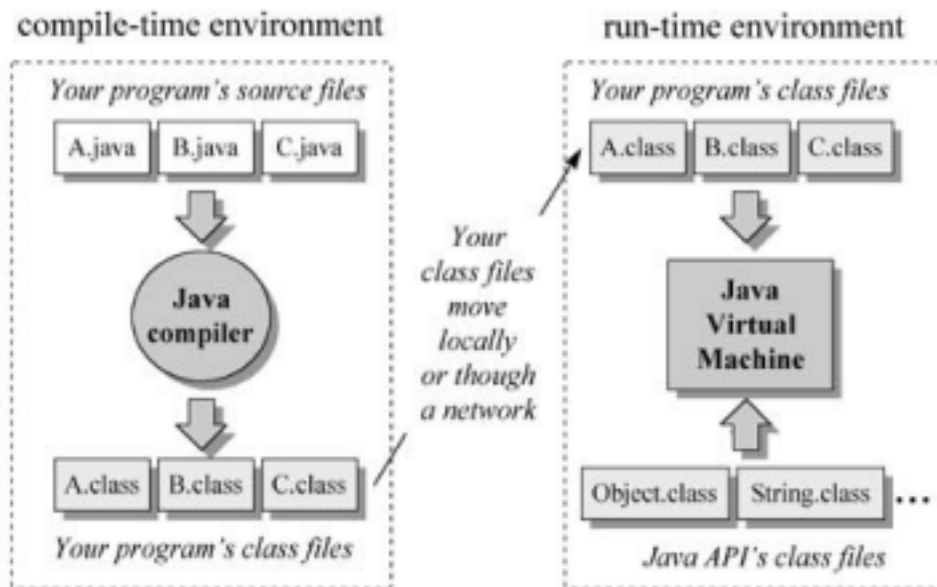 compile-time environment
Your program's source files
A.java B.java C.java
Java
compiler
A.class B.class C.class
Your program's class files
Your
class files
move
locally
or though
a network
run-time environment
Your program's class files
A.class B.class C.class
Java
Virtual
Machine
Object.class String.class ...
Java API's class files